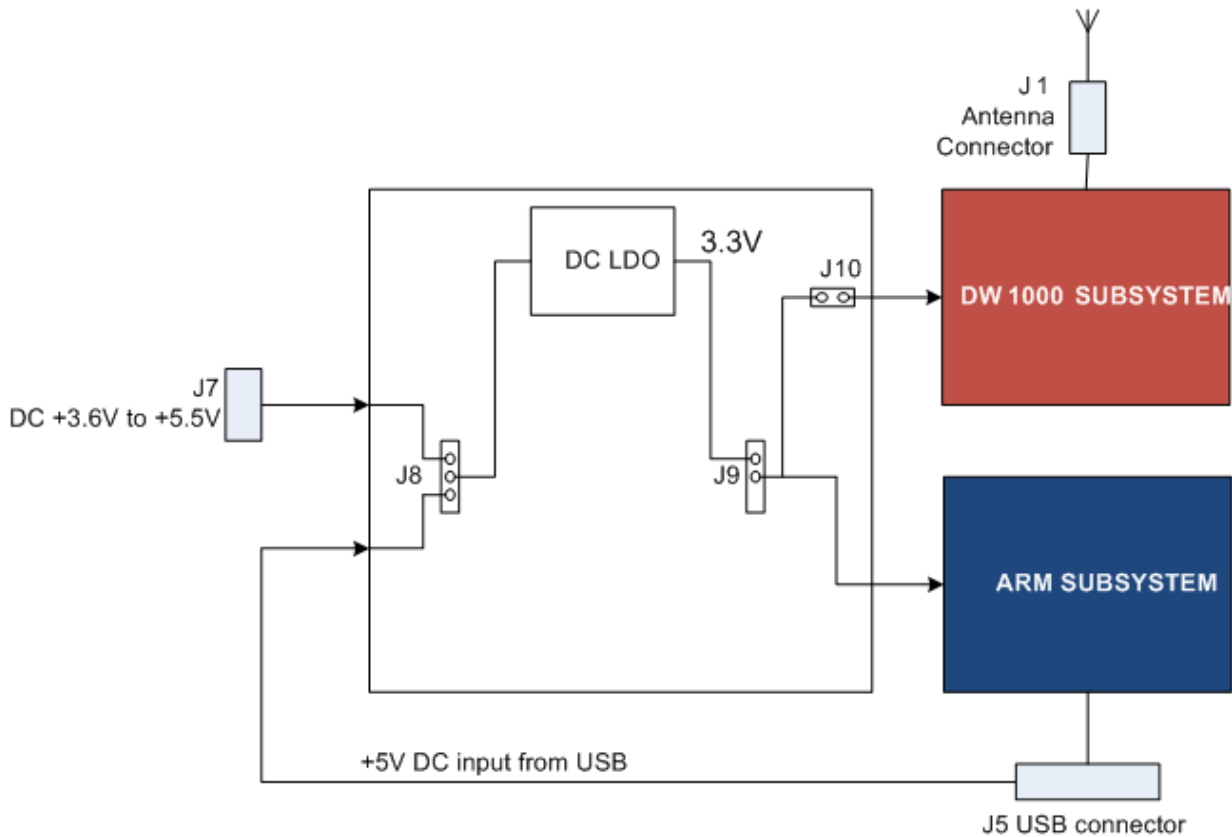 J 1
Antenna
Connector
DC LDO
3.3V
J10
DW 1000 SUBSYSTEM
J7
DC +3.6V to +5.5V
J8
J9
ARM SUBSYSTEM
+5V DC input from USB
J5 USB connector